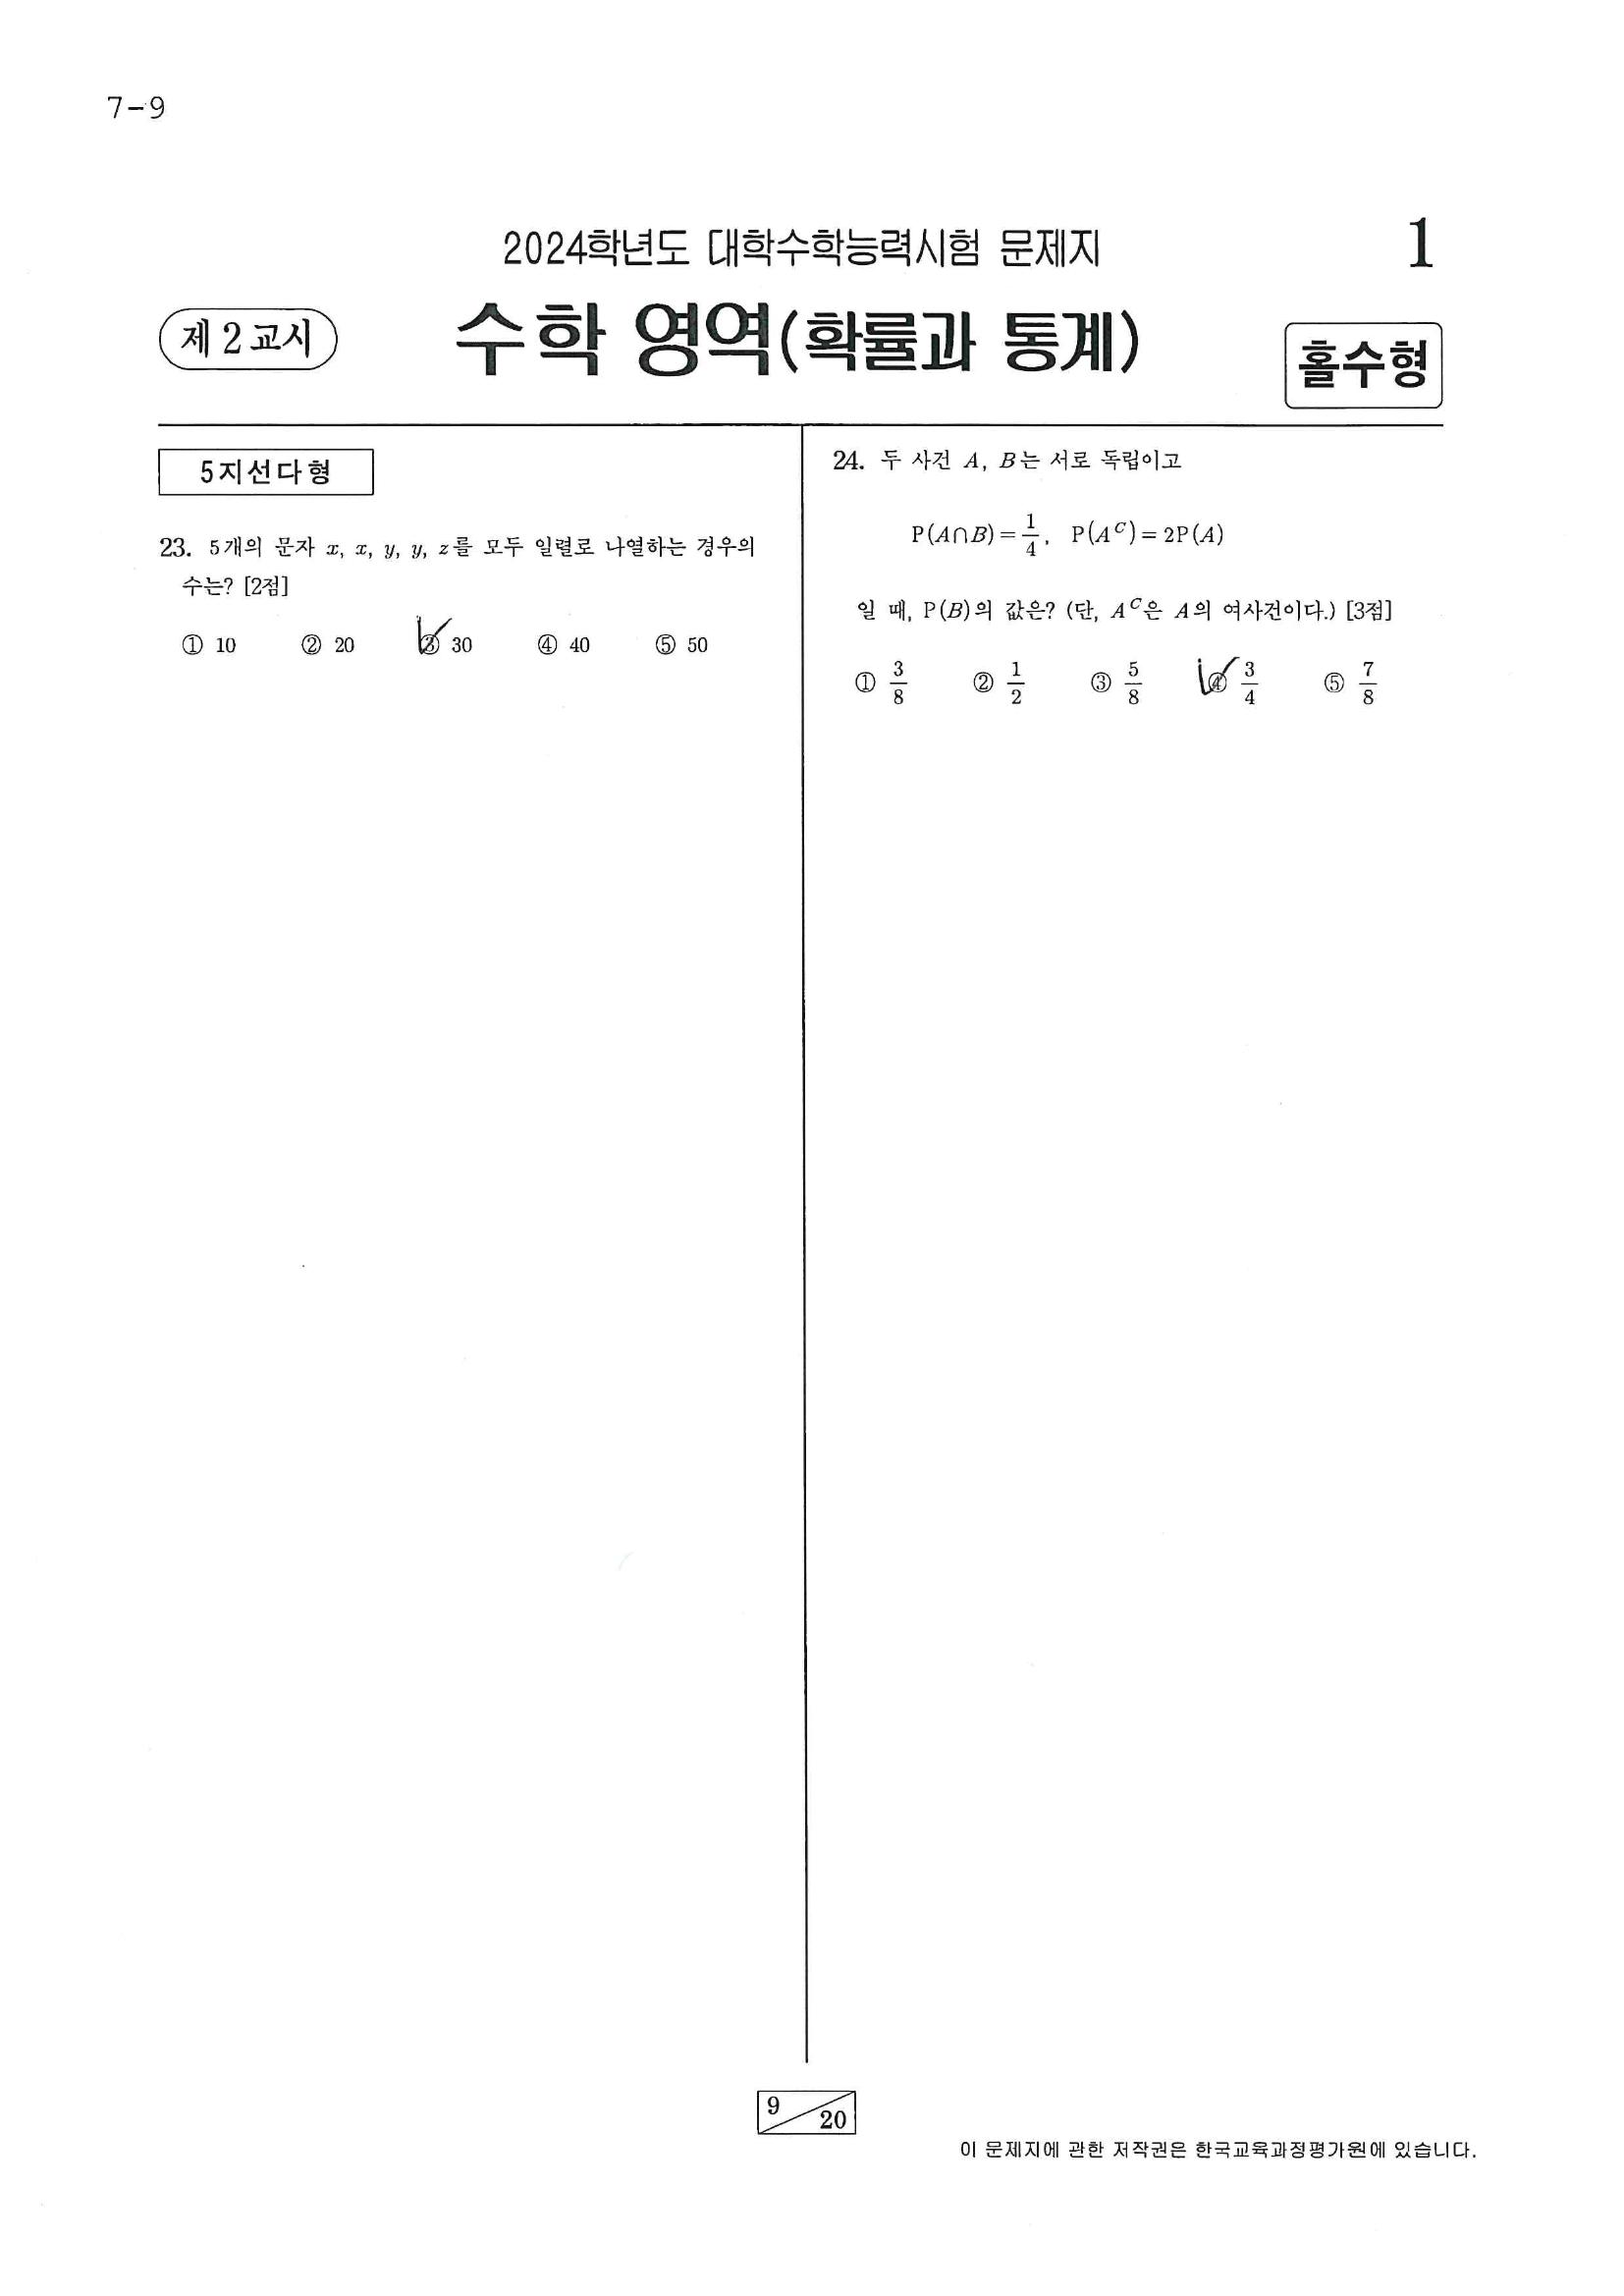 7-9
2024학년도 대학수학능력시험 문제지
1
제 2 교시
수학 영역(확률과 통계)
홀수형
5지선다형
23. 5개의 문자 x, x, y, y, z를 모두 일렬로 나열하는 경우의
수는? [2점]
① 10 ② 20 ③ 30 ④ 40 ⑤ 50
24. 두 사건 A, B는 서로 독립이고
P(A∩B)=1/4, P(A^C)=2P(A)
일 때, P(B)의 값은? (단, A^C은 A의 여사건이다.) [3점]
① 3/8 ② 1/2 ③ 5/8 ④ 3/4 ⑤ 7/8
9/20
이 문제지에 관한 저작권은 한국교육과정평가원에 있습니다.